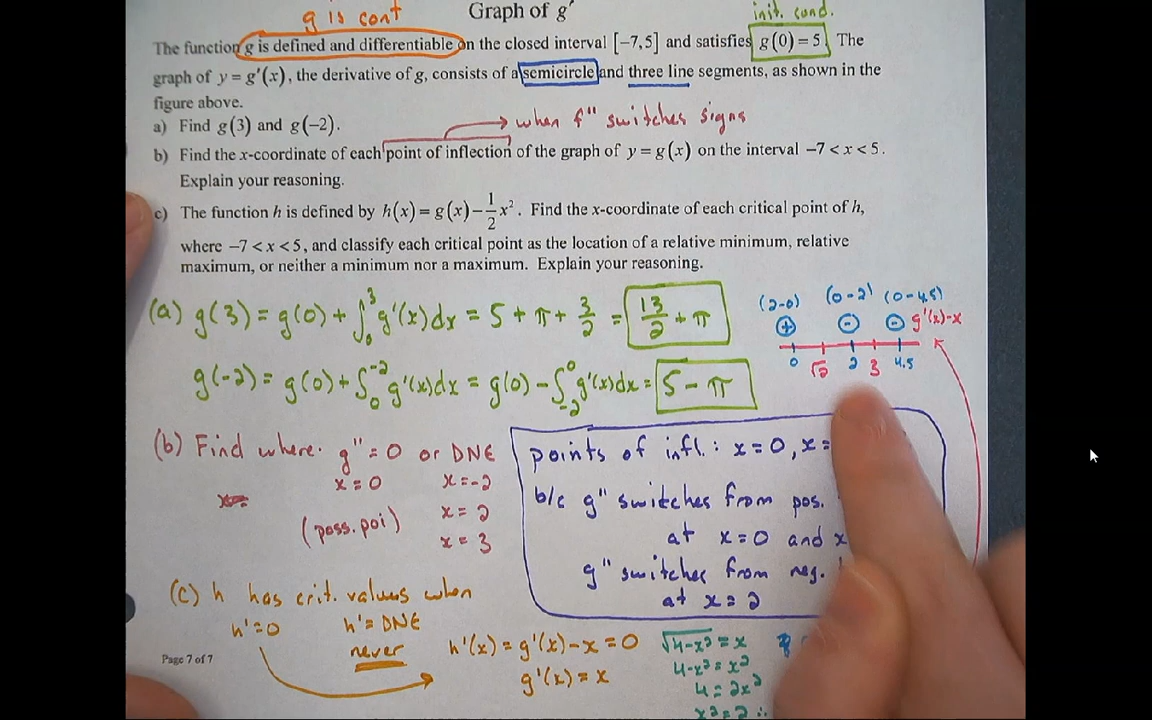 g is cont
Graph of g'
init. cond.
The function g is defined and differentiable on the closed interval [−7,5] and satisfies g(0)=5. The
graph of y = g'(x), the derivative of g, consists of a semicircle and three line segments, as shown in the
figure above.
a) Find g(3) and g(−2).
→ when f" switches signs
b) Find the x-coordinate of each point of inflection of the graph of y = g(x) on the interval −7 < x < 5.
Explain your reasoning.
c) The function h is defined by h(x) = g(x) − 1/2 x². Find the x-coordinate of each critical point of h,
where −7 < x < 5, and classify each critical point as the location of a relative minimum, relative
maximum, or neither a minimum nor a maximum. Explain your reasoning.
(a) g(3) = g(0) + ∫₀³ g'(x)dx = 5 + π + 3/2 = 13/2 + π
(2-0) (0-2) (0-4.5)
+ − − g'(x)-x
0 √2 2 3 4.5
g(-2) = g(0) + ∫₀⁻² g'(x)dx = g(0) − ∫₋₂⁰ g'(x)dx = 5 − π
(b) Find where g" = 0 or DNE
x = 0 x = -2
(poss. poi) x = 2
x = 3
points of infl.: x = 0, x =
b/c g" switches from pos.
at x = 0 and x
g" switches from neg.
at x = 2
(c) h has crit. values when
h' = 0 h' = DNE
never
h'(x) = g'(x) − x = 0
g'(x) = x
√4-x² = x
4-x² = x²
4 = 2x²
x² = 2
Page 7 of 7